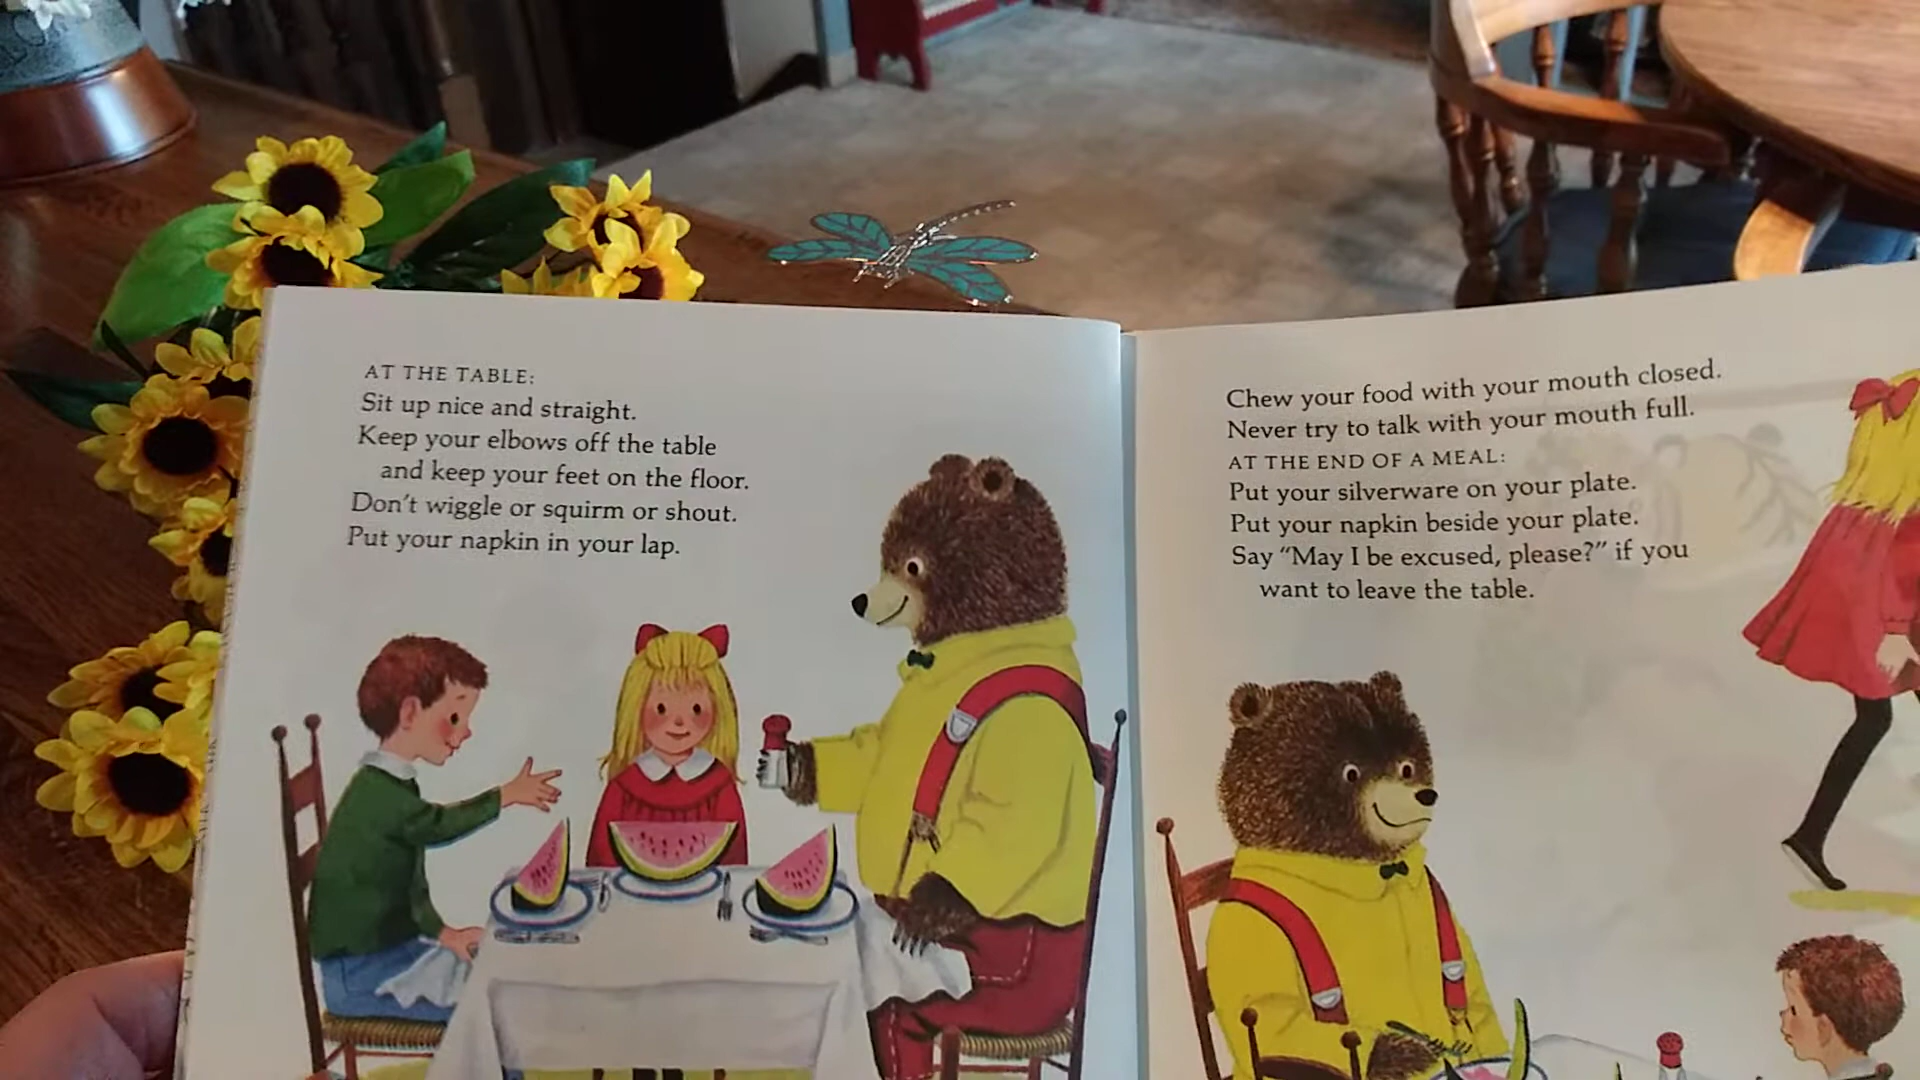 AT THE TABLE:
Sit up nice and straight.
Keep your elbows off the table
and keep your feet on the floor.
Don't wiggle or squirm or shout.
Put your napkin in your lap.
Chew your food with your mouth closed.
Never try to talk with your mouth full.
AT THE END OF A MEAL:
Put your silverware on your plate.
Put your napkin beside your plate.
Say “May I be excused, please?” if you
want to leave the table.